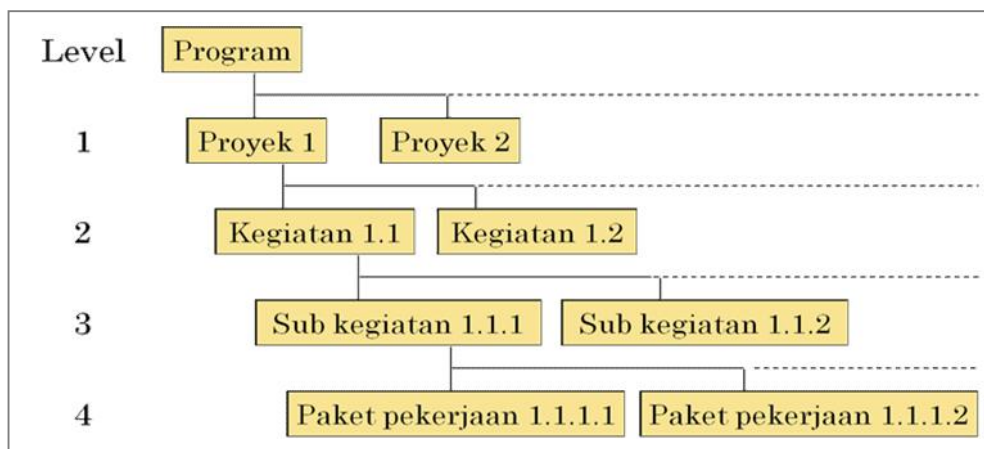 Level Program
1 Proyek 1 Proyek 2
2 Kegiatan 1.1 Kegiatan 1.2
3 Sub kegiatan 1.1.1 Sub kegiatan 1.1.2
4 Paket pekerjaan 1.1.1.1 Paket pekerjaan 1.1.1.2